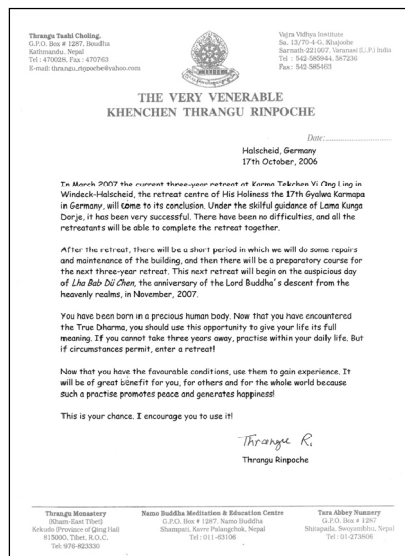 Thrangu Tashi Choling,
G.P.O. Box # 1287, Boudha
Kathmandu, Nepal
Tel : 470028, Fax : 470763
E-mail: thrangu_rinpoche@yahoo.com
Vajra Vidhya Institute
Sa. 13/70-4-G, Khajoohe
Sarnath-221007, Varanasi (U.P.) India
Tel : 542-585944, 587236
Fax: 542-585463
THE VERY VENERABLE
KHENCHEN THRANGU RINPOCHE
Date:
Halscheid, Germany
17th October, 2006
In March 2007 the current three-year retreat at Karma Tekchen Yi Ong Ling in
Windeck-Halscheid, the retreat centre of His Holiness the 17th Gyalwa Karmapa
in Germany, will come to its conclusion. Under the skilful guidance of Lama Kunga
Dorje, it has been very successful. There have been no difficulties, and all the
retreatants will be able to complete the retreat together.
After the retreat, there will be a short period in which we will do some repairs
and maintenance of the building, and then there will be a preparatory course for
the next three-year retreat. This next retreat will begin on the auspicious day
of Lha Bab Dü Chen, the anniversary of the Lord Buddha's descent from the
heavenly realms, in November, 2007.
You have been born in a precious human body. Now that you have encountered
the True Dharma, you should use this opportunity to give your life its full
meaning. If you cannot take three years away, practise within your daily life. But
if circumstances permit, enter a retreat!
Now that you have the favourable conditions, use them to gain experience. It
will be of great benefit for you, for others and for the whole world because
such a practise promotes peace and generates happiness!
This is your chance. I encourage you to use it!
Thrangu R.
Thrangu Rinpoche
Thrangu Monastery
(Kham-East Tibet)
Kekudo (Province of Qing Hai)
815000, Tibet, R.O.C.
Tel: 976-823330
Namo Buddha Meditation & Education Centre
G.P.O. Box # 1287, Namo Buddha
Shampati, Kavre Palangchok, Nepal
Tel : 011-63106
Tara Abbey Nunnery
G.P.O. Box # 1287
Shitapaila, Swoyambhu, Nepal
Tel : 01-273806